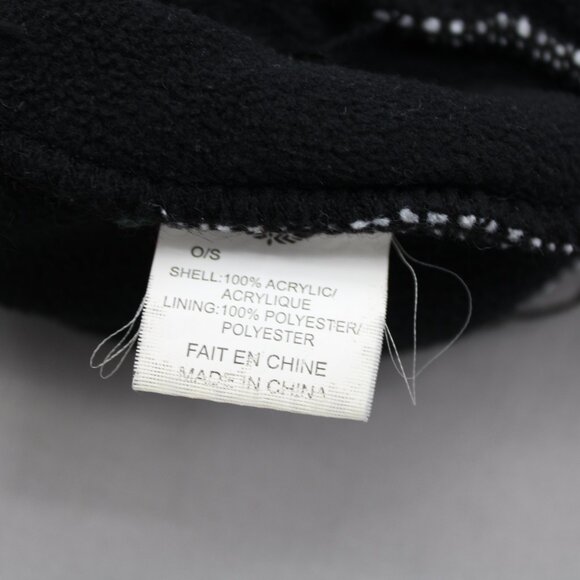 O/S
SHELL:100% ACRYLIC/
ACRYLIQUE
LINING:100% POLYESTER/
POLYESTER
FAIT EN CHINE
MADE IN CHINA